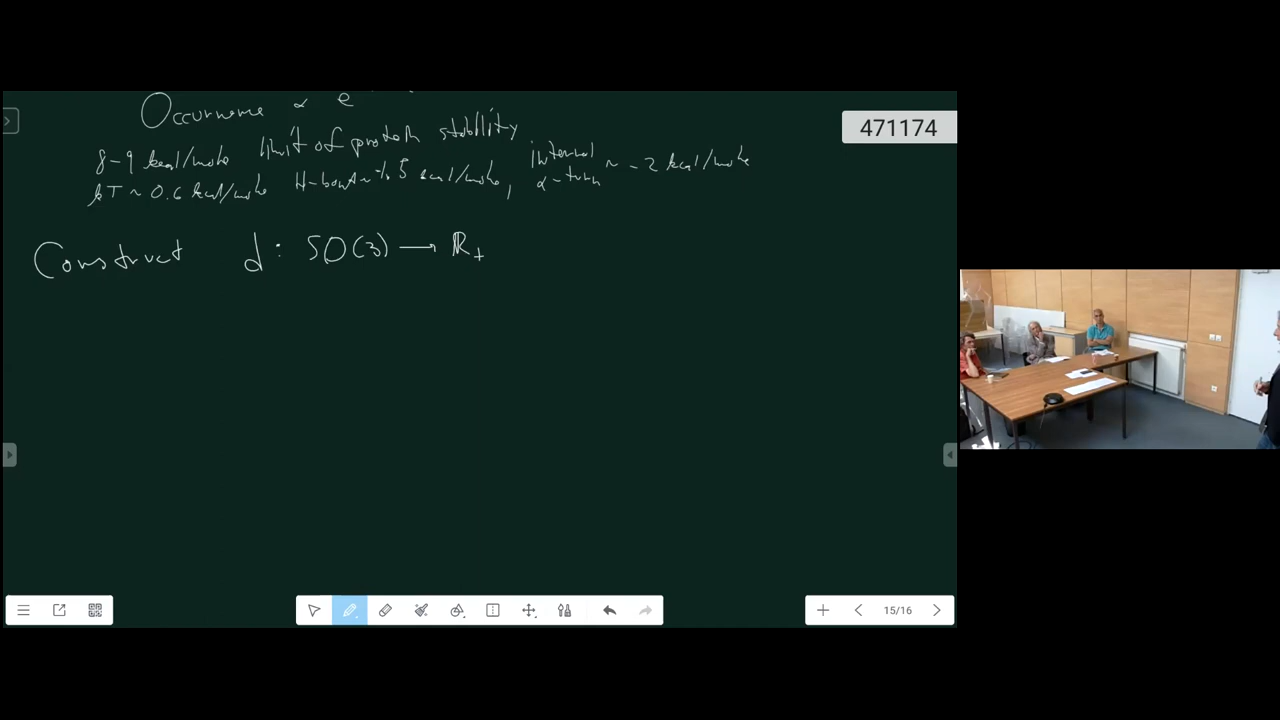 Occurrence α e
471174
8-9 kcal/mole limit of protein stability
kT ~ 0.6 kcal/mole H-bond ~ 5 kcal/mole, internal α-turn ~ -2 kcal/mole
Construct d: SO(3) → ℝ+
15/16